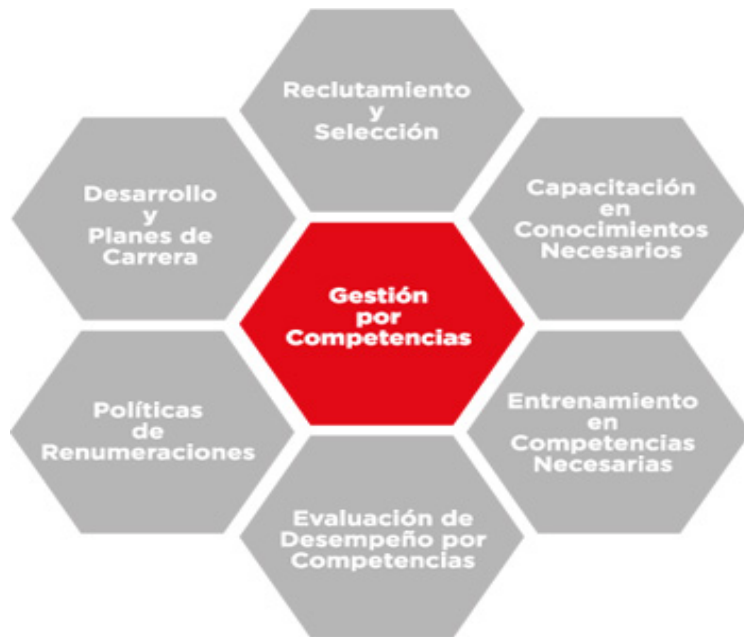 Reclutamiento
y
Selección
Desarrollo
y
Planes de
Carrera
Capacitación
en
Conocimientos
Necesarios
Gestión
por
Competencias
Políticas
de
Renumeraciones
Entrenamiento
en
Competencias
Necesarias
Evaluación de
Desempeño por
Competencias